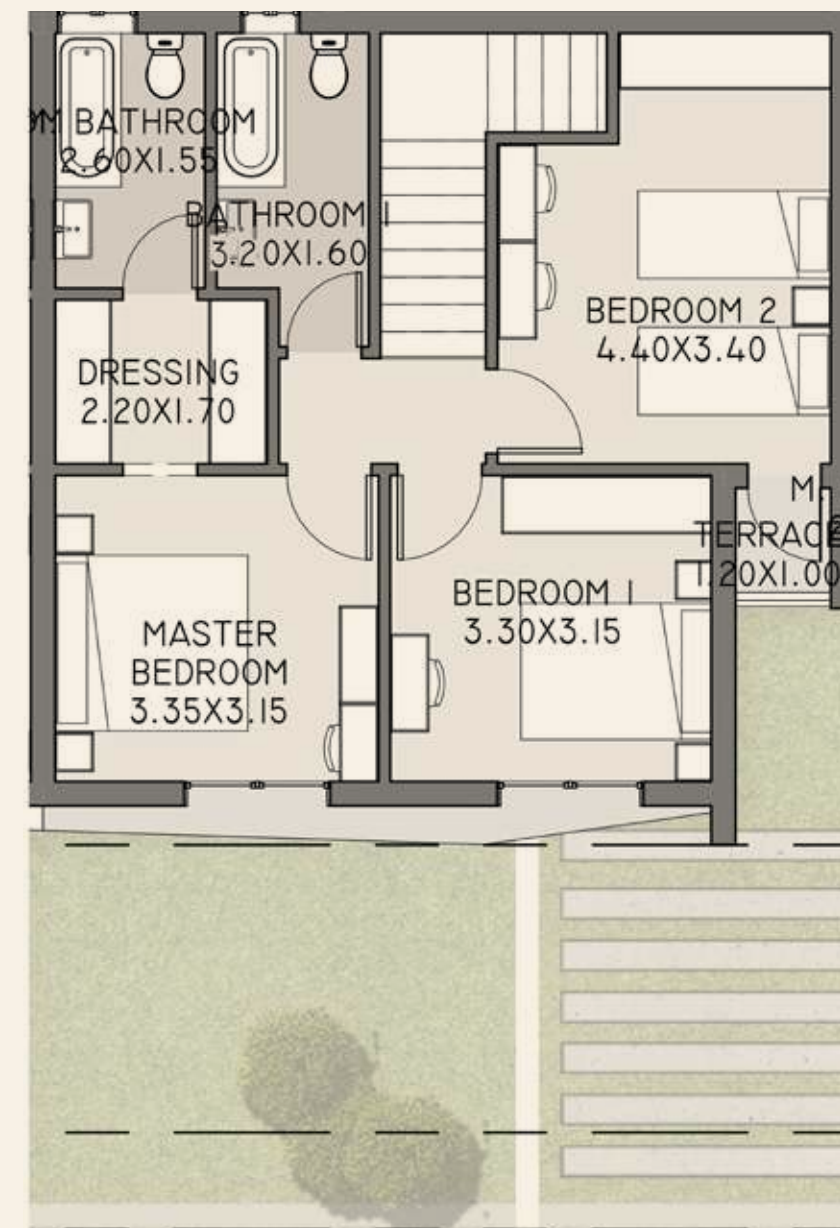 M BATHROOM
2.60X1.55
BATHROOM 1
3.20X1.60
BEDROOM 2
4.40X3.40
DRESSING
2.20X1.70
M.
TERRACE
1.20X1.00
BEDROOM 1
3.30X3.15
MASTER
BEDROOM
3.35X3.15